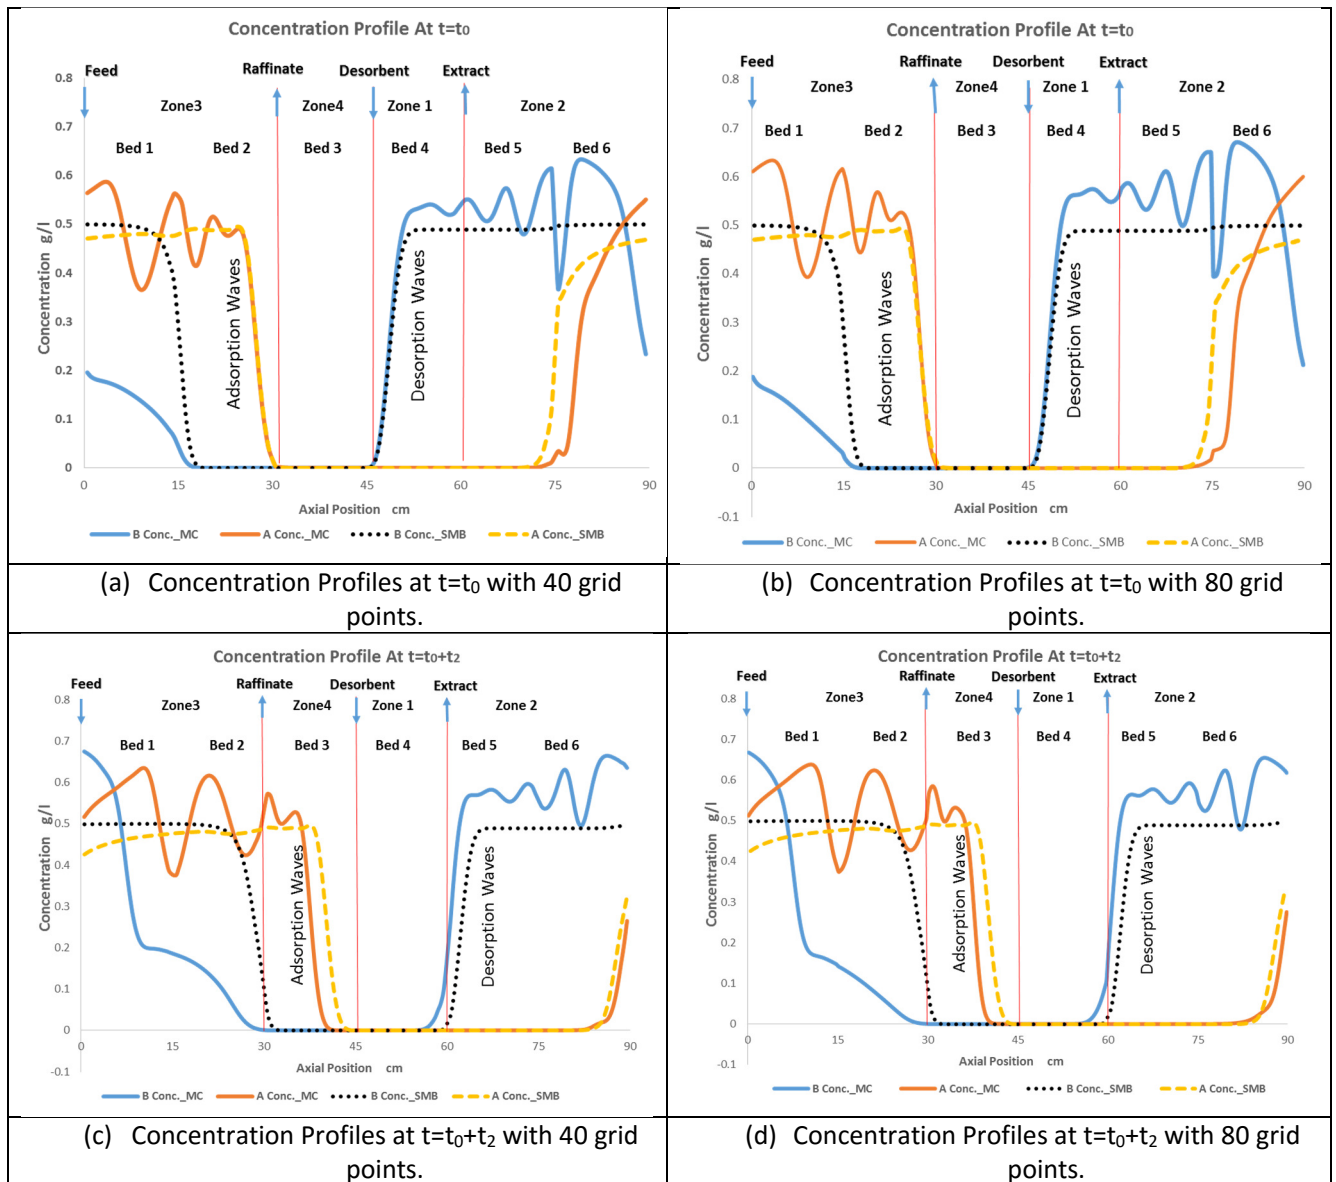 Concentration Profile At t=t₀
Feed Raffinate Desorbent Extract
Zone3 Zone4 Zone 1 Zone 2
Bed 1 Bed 2 Bed 3 Bed 4 Bed 5 Bed 6
Concentration g/l
0.8
0.7
0.6
0.5
0.4
0.3
0.2
0.1
0
Adsorption Waves
Desorption Waves
0 15 30 45 60 75 90
Axial Position cm
B Conc._MC A Conc._MC B Conc._SMB A Conc._SMB
(a) Concentration Profiles at t=t₀ with 40 grid
points.
Concentration Profile At t=t₀
Feed Raffinate Desorbent Extract
Zone3 Zone4 Zone 1 Zone 2
Bed 1 Bed 2 Bed 3 Bed 4 Bed 5 Bed 6
Concentration g/l
0.8
0.7
0.6
0.5
0.4
0.3
0.2
0.1
0
-0.1
Adsorption Waves
Desorption Waves
0 15 30 45 60 75 90
Axial Position cm
B Conc._MC A Conc._MC B Conc._SMB A Conc._SMB
(b) Concentration Profiles at t=t₀ with 80 grid
points.
Concentration Profile At t=t₀+t₂
Feed Raffinate Desorbent Extract
Zone3 Zone4 Zone 1 Zone 2
Bed 1 Bed 2 Bed 3 Bed 4 Bed 5 Bed 6
Concentration g/l
0.8
0.7
0.6
0.5
0.4
0.3
0.2
0.1
0
-0.1
Adsorption Waves
Desorption Waves
0 15 30 45 60 75 90
Axial Position cm
B Conc._MC A Conc._MC B Conc._SMB A Conc._SMB
(c) Concentration Profiles at t=t₀+t₂ with 40 grid
points.
Concentration Profile At t=t₀+t₂
Feed Raffinate Desorbent Extract
Zone3 Zone4 Zone 1 Zone 2
Bed 1 Bed 2 Bed 3 Bed 4 Bed 5 Bed 6
Concentration g/l
0.8
0.7
0.6
0.5
0.4
0.3
0.2
0.1
0
-0.1
Adsorption Waves
Desorption Waves
0 15 30 45 60 75 90
Axial Position cm
B Conc._MC A Conc._MC B Conc._SMB A Conc._SMB
(d) Concentration Profiles at t=t₀+t₂ with 80 grid
points.